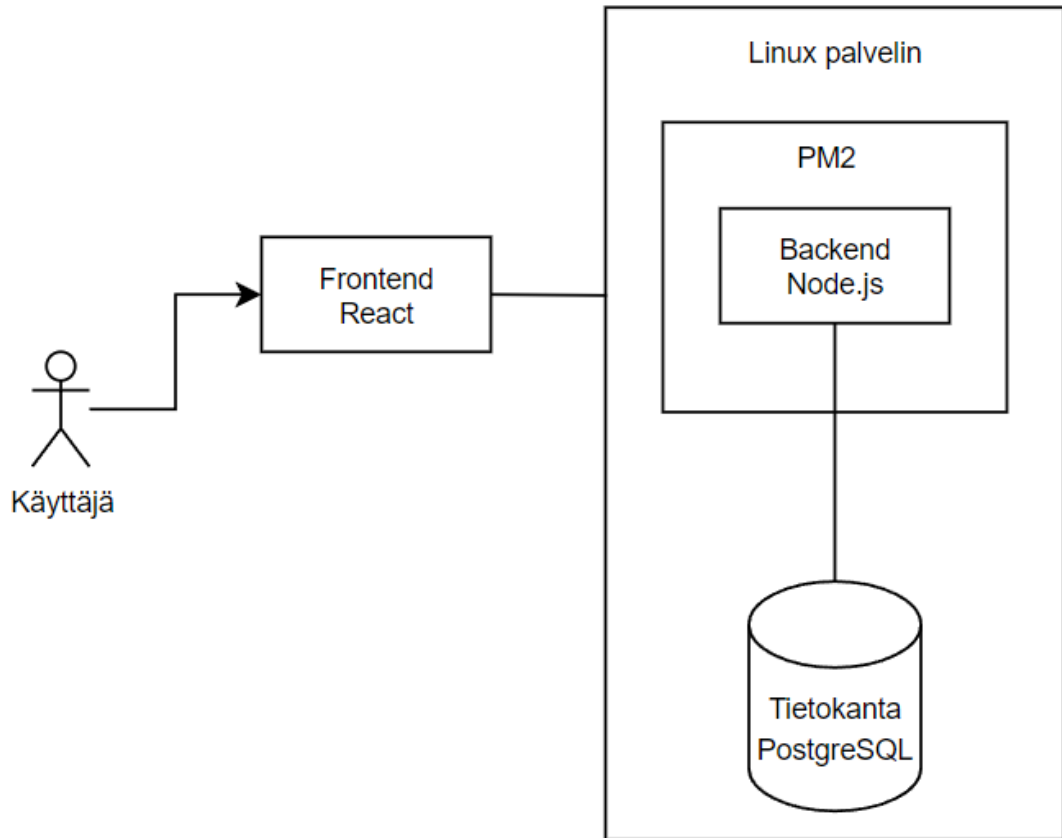 Linux palvelin
PM2
Backend
Node.js
Frontend
React
Käyttäjä
Tietokanta
PostgreSQL